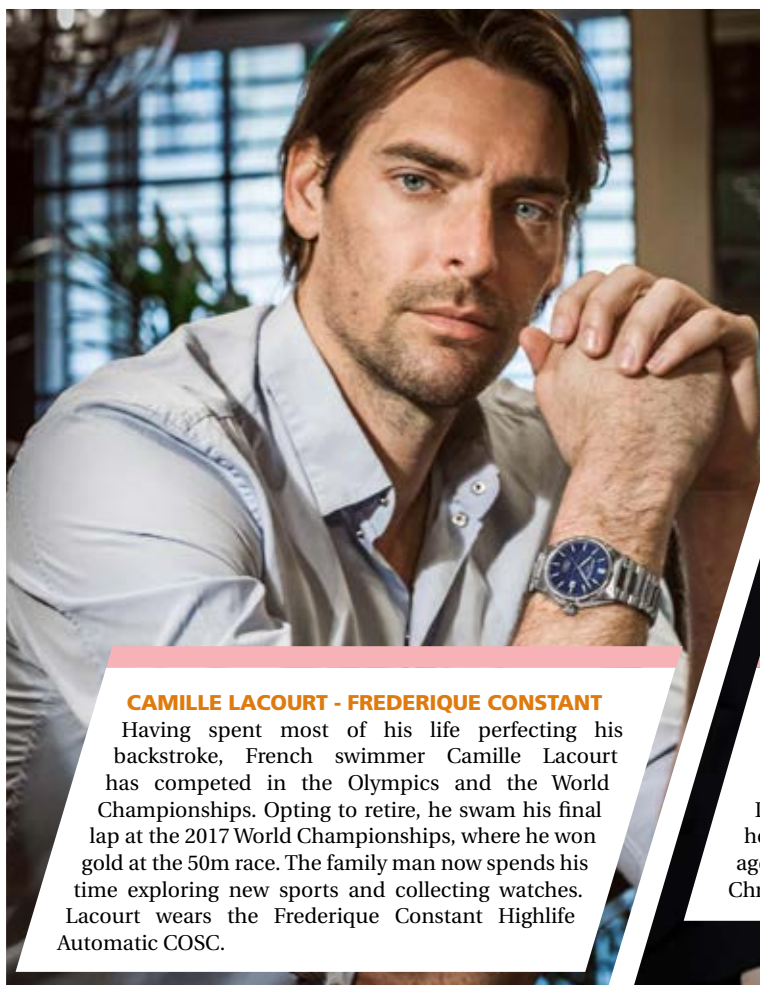 CAMILLE LACOURT - FREDERIQUE CONSTANT
Having spent most of his life perfecting his
backstroke, French swimmer Camille Lacourt
has competed in the Olympics and the World
Championships. Opting to retire, he swam his final
lap at the 2017 World Championships, where he won
gold at the 50m race. The family man now spends his
time exploring new sports and collecting watches.
Lacourt wears the Frederique Constant Highlife
Automatic COSC.